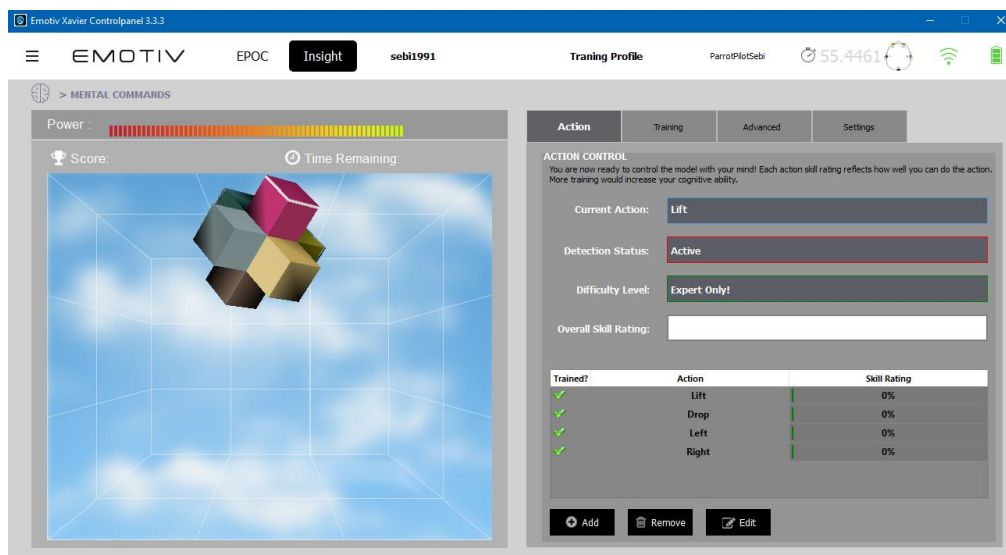 Emotiv Xavier Controlpanel 3.3.3
EMOTIV EPOC Insight sebi1991 Traning Profile ParrotPilotSebi 55.4461
> MENTAL COMMANDS
Power :
Score: Time Remaining:
Action Training Advanced Settings
ACTION CONTROL
You are now ready to control the model with your mind! Each action skill rating reflects how well you can do the action.
More training would increase your cognitive ability.
Current Action: Lift
Detection Status: Active
Difficulty Level: Expert Only!
Overall Skill Rating:
Trained? Action Skill Rating
Lift 0%
Drop 0%
Left 0%
Right 0%
Add Remove Edit